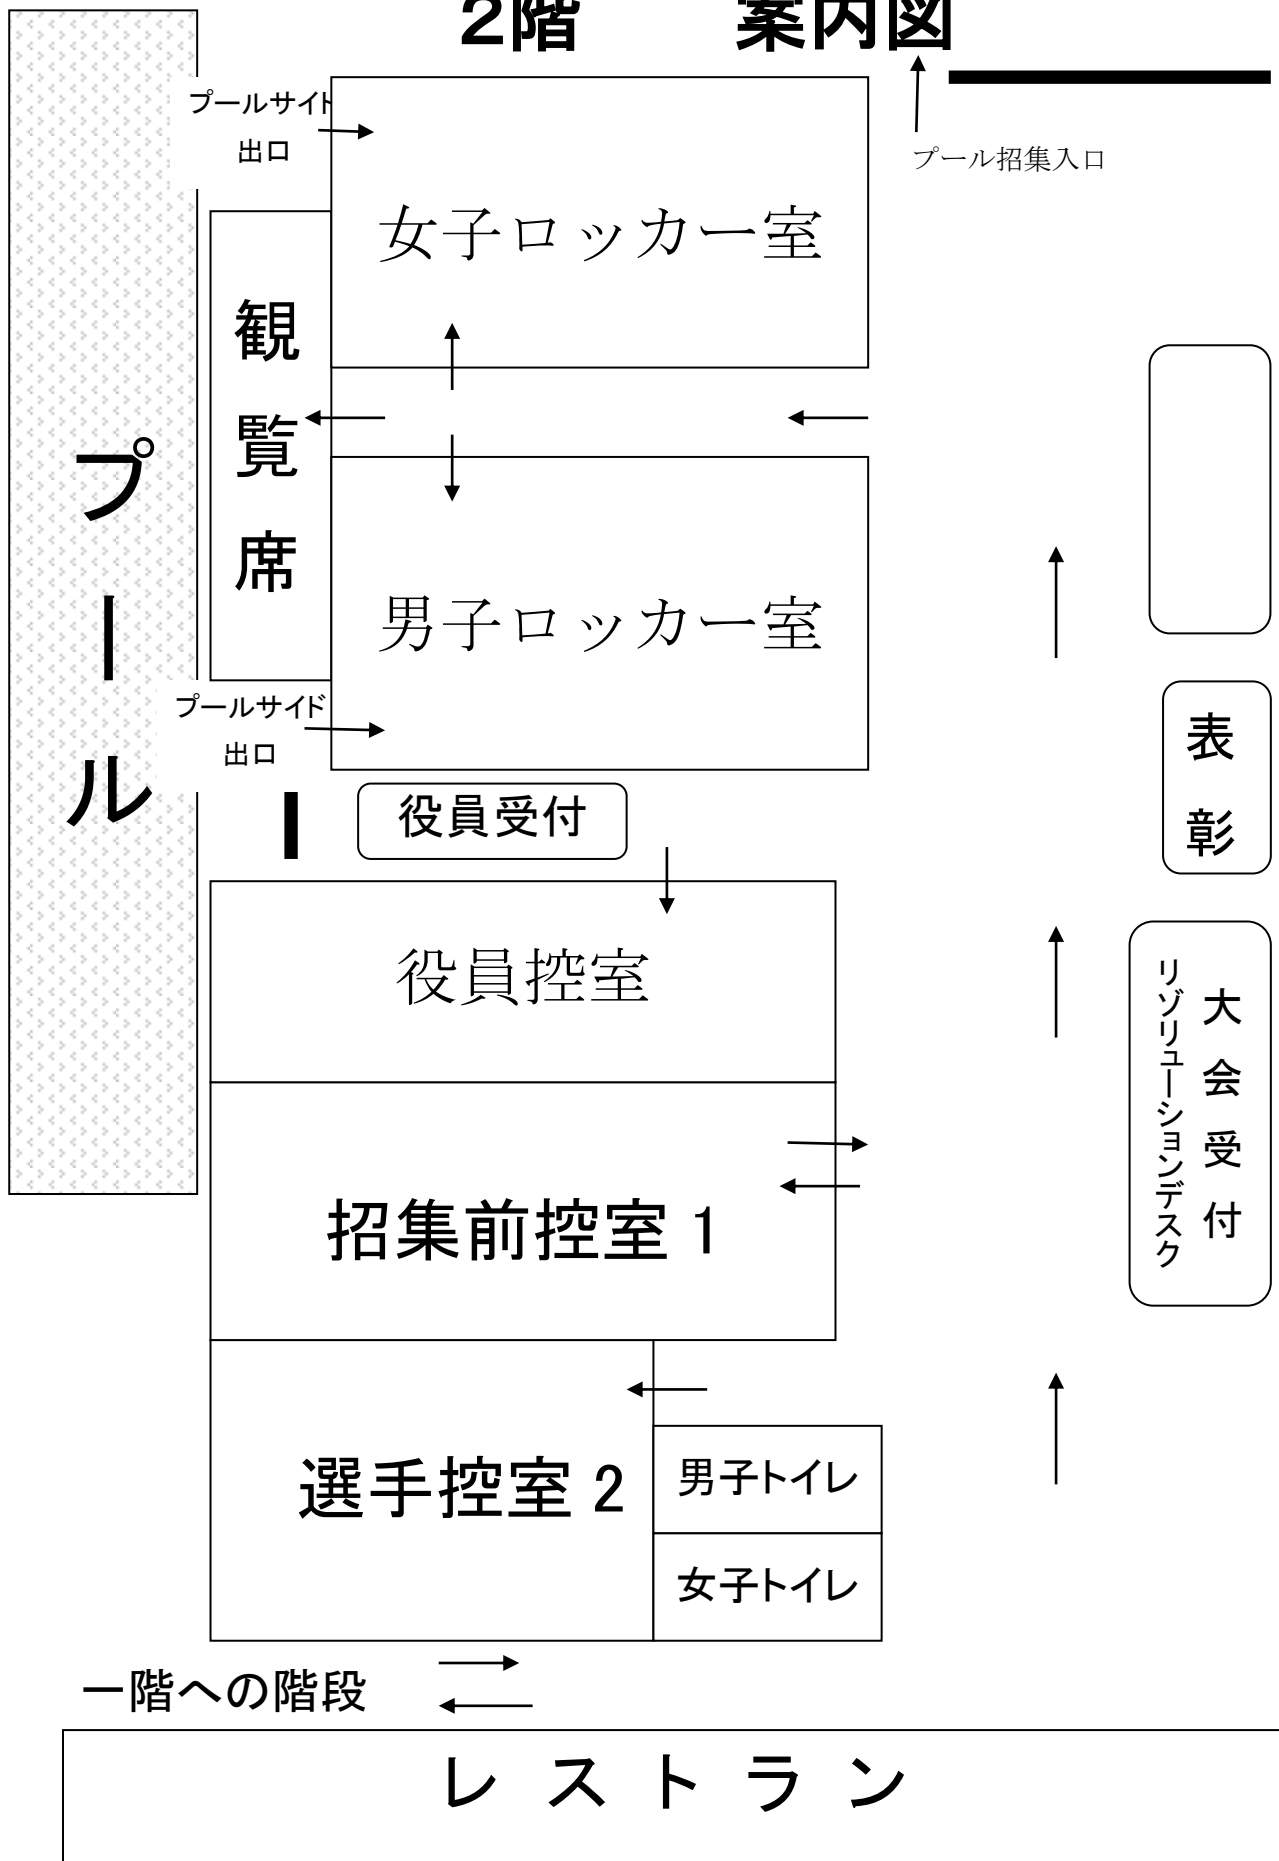 2階　案内図
プールサイド
出口
プール招集入口
女子ロッカー室
観覧席
プール
男子ロッカー室
プールサイド
出口
表彰
役員受付
役員控室
大会受付
リゾリューションデスク
招集前控室 1
選手控室 2
男子トイレ
女子トイレ
一階への階段
レストラン